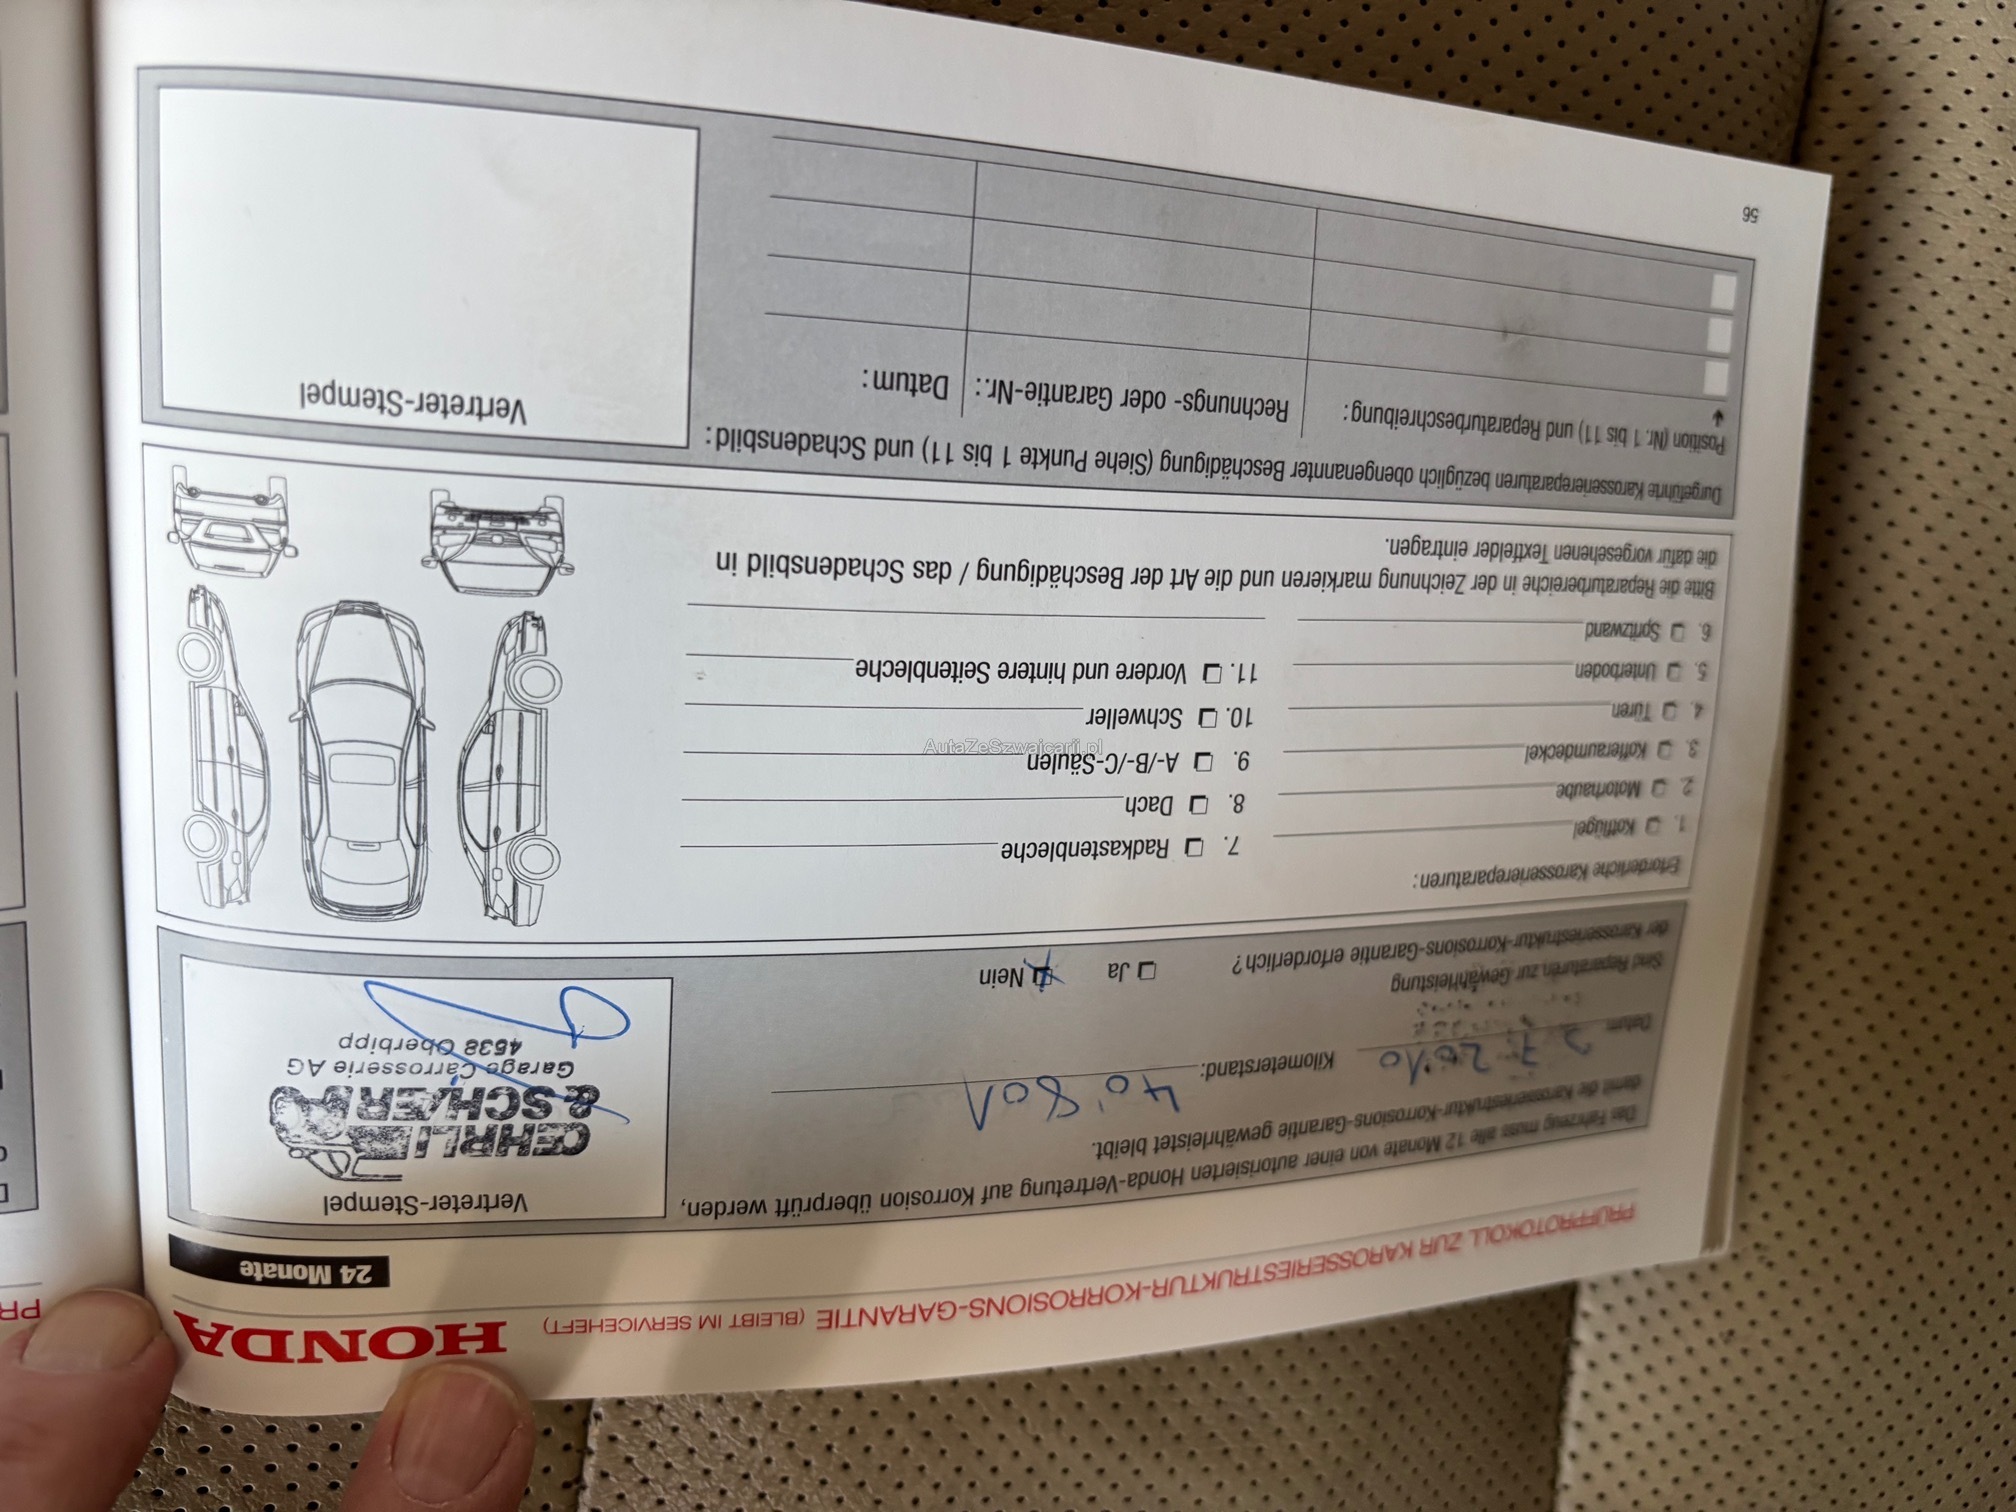 HONDA
PRÜFPROTOKOLL ZUR KAROSSERIESTRUKTUR-KORROSIONS-GARANTIE (BLEIBT IM SERVICEHEFT)
24 Monate
Das Fahrzeug muss alle 12 Monate von einer autorisierten Honda-Vertretung auf Korrosion überprüft werden,
damit die Karosseriestruktur-Korrosions-Garantie gewährleistet bleibt.
Datum: 2.7.2010 Kilometerstand: 40'801
Sind Reparaturen zur Gewährleistung
der Karosseriestruktur-Korrosions-Garantie erforderlich? Ja Nein
Vertreter-Stempel
ŒHRLI
& SCHÆR
Garage Carrosserie AG
4538 Oberbipp
Erforderliche Karosseriereparaturen:
1. Kotflügel
2. Motorhaube
3. Kofferaumdeckel
4. Türen
5. Unterboden
6. Spritzwand
7. Radkastenbleche
8. Dach
9. A-/B-/C-Säulen
10. Schweller
11. Vordere und hintere Seitenbleche
Bitte die Reparaturbereiche in der Zeichnung markieren und die Art der Beschädigung / das Schadensbild in
die dafür vorgesehenen Textfelder eintragen.
Durgeführte Karosseriereparaturen bezüglich obengenannter Beschädigung (Siehe Punkte 1 bis 11) und Schadensbild:
Position (Nr. 1 bis 11) und Reparaturbeschreibung: Rechnungs- oder Garantie-Nr.: Datum:
Vertreter-Stempel
56
AutaZeSzwajcarii.pl